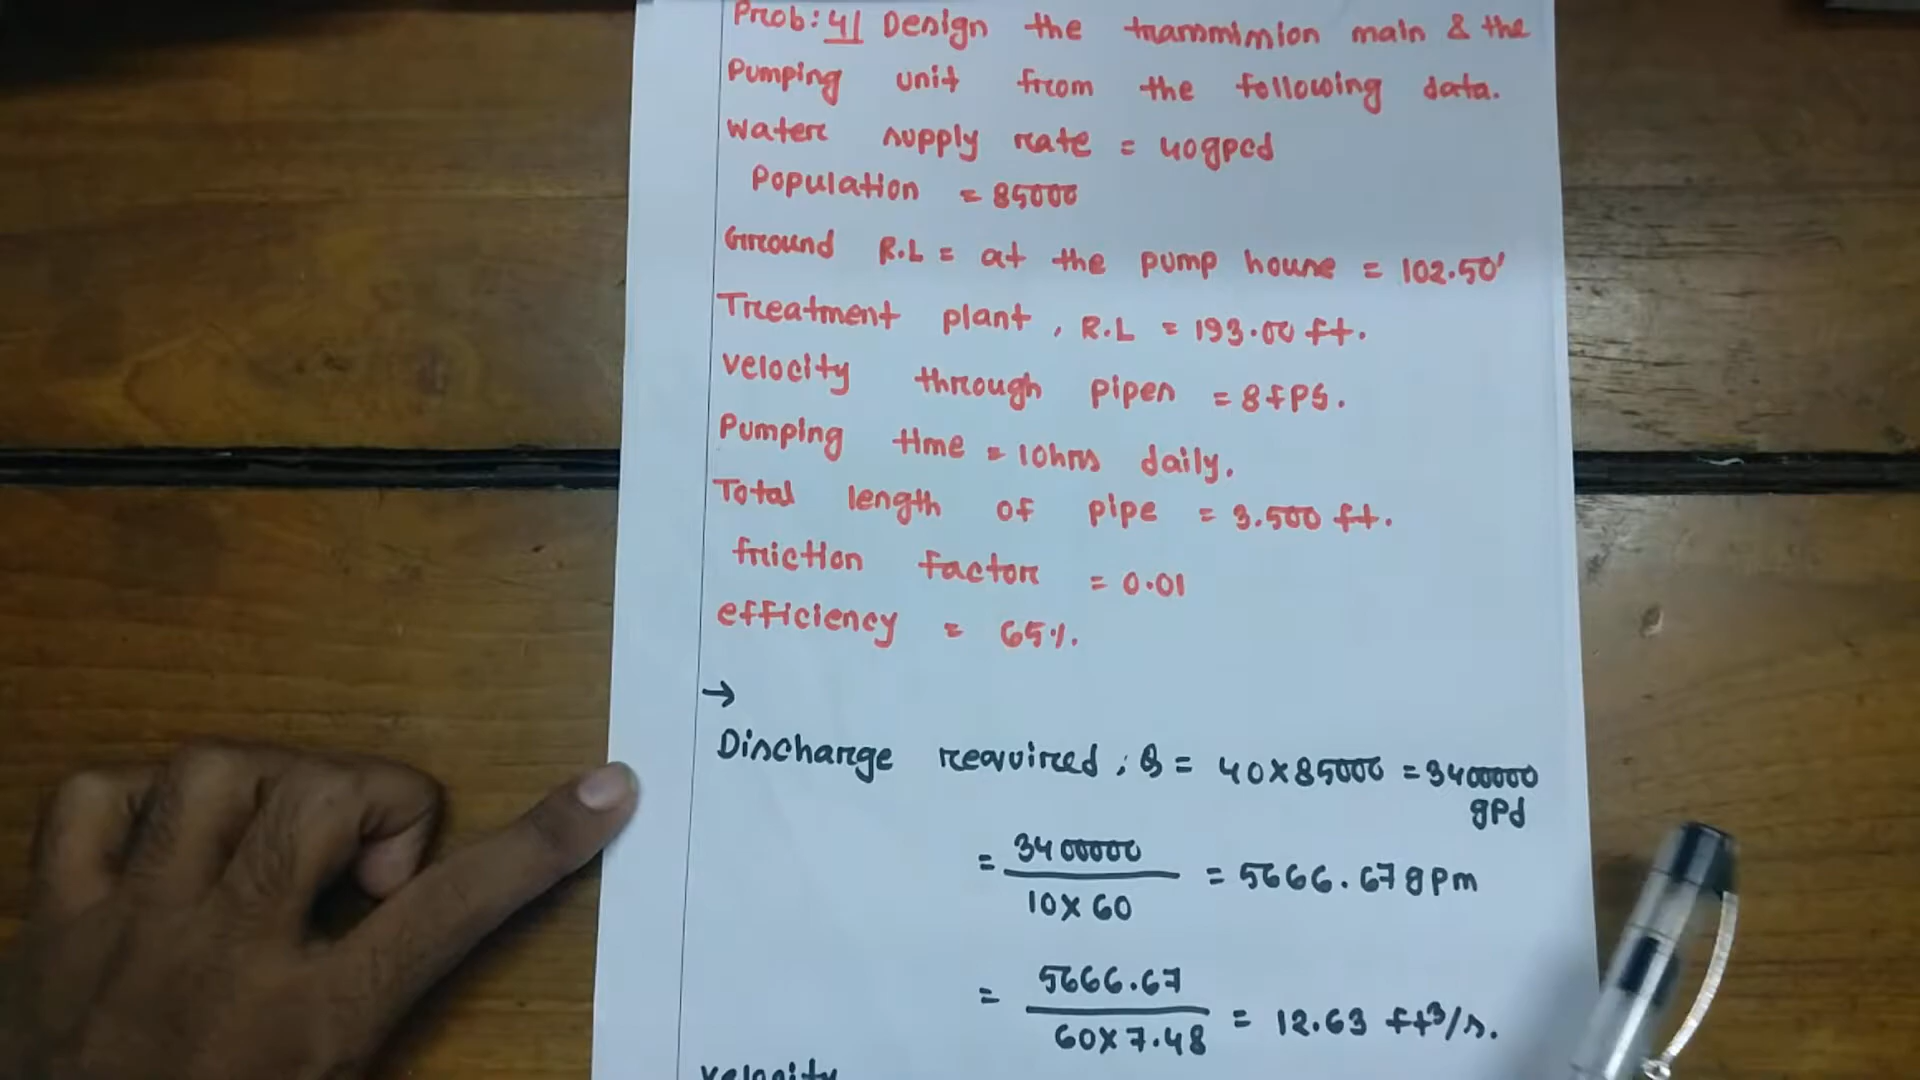 Prob: 41 Design the transmission main & the
Pumping unit from the following data.
Water supply rate = 40gpcd
Population = 85000
Ground R.L = at the pump house = 102.50'
Treatment plant, R.L = 193.00 ft.
Velocity through pipes = 8 fPS.
Pumping time = 10hrs daily.
Total length of pipe = 3.500 ft.
friction factor = 0.01
efficiency = 65%.
→
Discharge required; Q = 40×85000 = 3400000
gpd
= 3400000 / 10×60 = 5666.67 gpm
= 5666.67 / 60×7.48 = 12.63 ft³/s.
Velocity